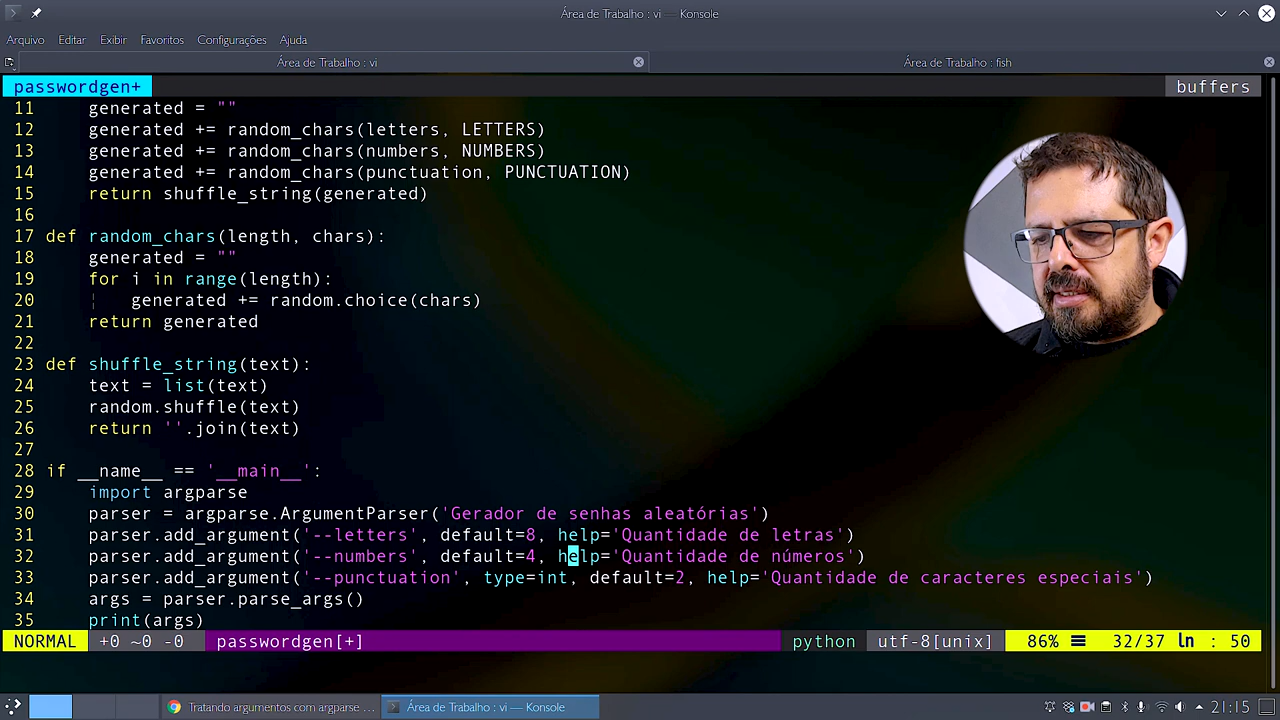 Área de Trabalho : vi — Konsole
Arquivo Editar Exibir Favoritos Configurações Ajuda
Área de Trabalho : vi Área de Trabalho : fish
passwordgen+ buffers
11 generated = ""
12 generated += random_chars(letters, LETTERS)
13 generated += random_chars(numbers, NUMBERS)
14 generated += random_chars(punctuation, PUNCTUATION)
15 return shuffle_string(generated)
16
17 def random_chars(length, chars):
18 generated = ""
19 for i in range(length):
20 ¦ generated += random.choice(chars)
21 return generated
22
23 def shuffle_string(text):
24 text = list(text)
25 random.shuffle(text)
26 return ''.join(text)
27
28 if __name__ == '__main__':
29 import argparse
30 parser = argparse.ArgumentParser('Gerador de senhas aleatórias')
31 parser.add_argument('--letters', default=8, help='Quantidade de letras')
32 parser.add_argument('--numbers', default=4, help='Quantidade de números')
33 parser.add_argument('--punctuation', type=int, default=2, help='Quantidade de caracteres especiais')
34 args = parser.parse_args()
35 print(args)
NORMAL +0 ~0 -0 passwordgen[+] python utf-8[unix] 86% ☰ 32/37 ln : 50
Tratando argumentos com argparse ... Área de Trabalho : vi — Konsole 21:15